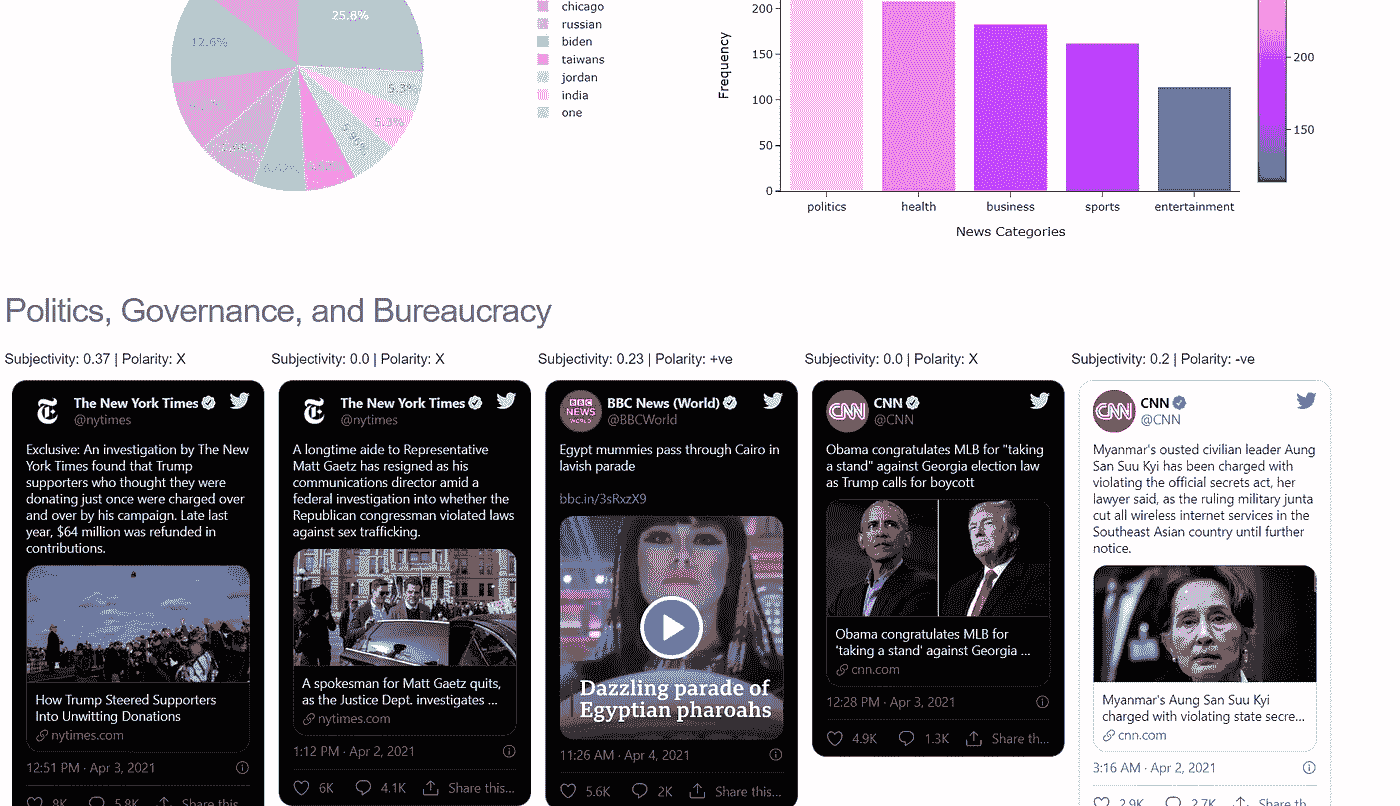 25.8%
12.6%
5.3%
chicago
russian
biden
taiwans
jordan
india
one
Frequency
200
150
100
50
0
politics
health
business
sports
entertainment
News Categories
200
150
Politics, Governance, and Bureaucracy
Subjectivity: 0.37 | Polarity: X
The New York Times
@nytimes
Exclusive: An investigation by The New
York Times found that Trump
supporters who thought they were
donating just once were charged over
and over by his campaign. Late last
year, $64 million was refunded in
contributions.
How Trump Steered Supporters
Into Unwitting Donations
nytimes.com
12:51 PM · Apr 3, 2021
8K
5.8K
Share this...
Subjectivity: 0.0 | Polarity: X
The New York Times
@nytimes
A longtime aide to Representative
Matt Gaetz has resigned as his
communications director amid a
federal investigation into whether the
Republican congressman violated laws
against sex trafficking.
A spokesman for Matt Gaetz quits,
as the Justice Dept. investigates ...
nytimes.com
1:12 PM · Apr 2, 2021
6K
4.1K
Share this...
Subjectivity: 0.23 | Polarity: +ve
BBC NEWS WORLD
BBC News (World)
@BBCWorld
Egypt mummies pass through Cairo in
lavish parade
bbc.in/3sRxzX9
Dazzling parade of
Egyptian pharoahs
11:26 AM · Apr 4, 2021
5.6K
2K
Share this...
Subjectivity: 0.0 | Polarity: X
CNN
CNN
@CNN
Obama congratulates MLB for "taking
a stand" against Georgia election law
as Trump calls for boycott
Obama congratulates MLB for
'taking a stand' against Georgia ...
cnn.com
12:28 PM · Apr 3, 2021
4.9K
1.3K
Share th...
Subjectivity: 0.2 | Polarity: -ve
CNN
CNN
@CNN
Myanmar's ousted civilian leader Aung
San Suu Kyi has been charged with
violating the official secrets act, her
lawyer said, as the ruling military junta
cut all wireless internet services in the
Southeast Asian country until further
notice.
Myanmar's Aung San Suu Kyi
charged with violating state secre...
cnn.com
3:16 AM · Apr 2, 2021
2.9K
2.7K
Share th...